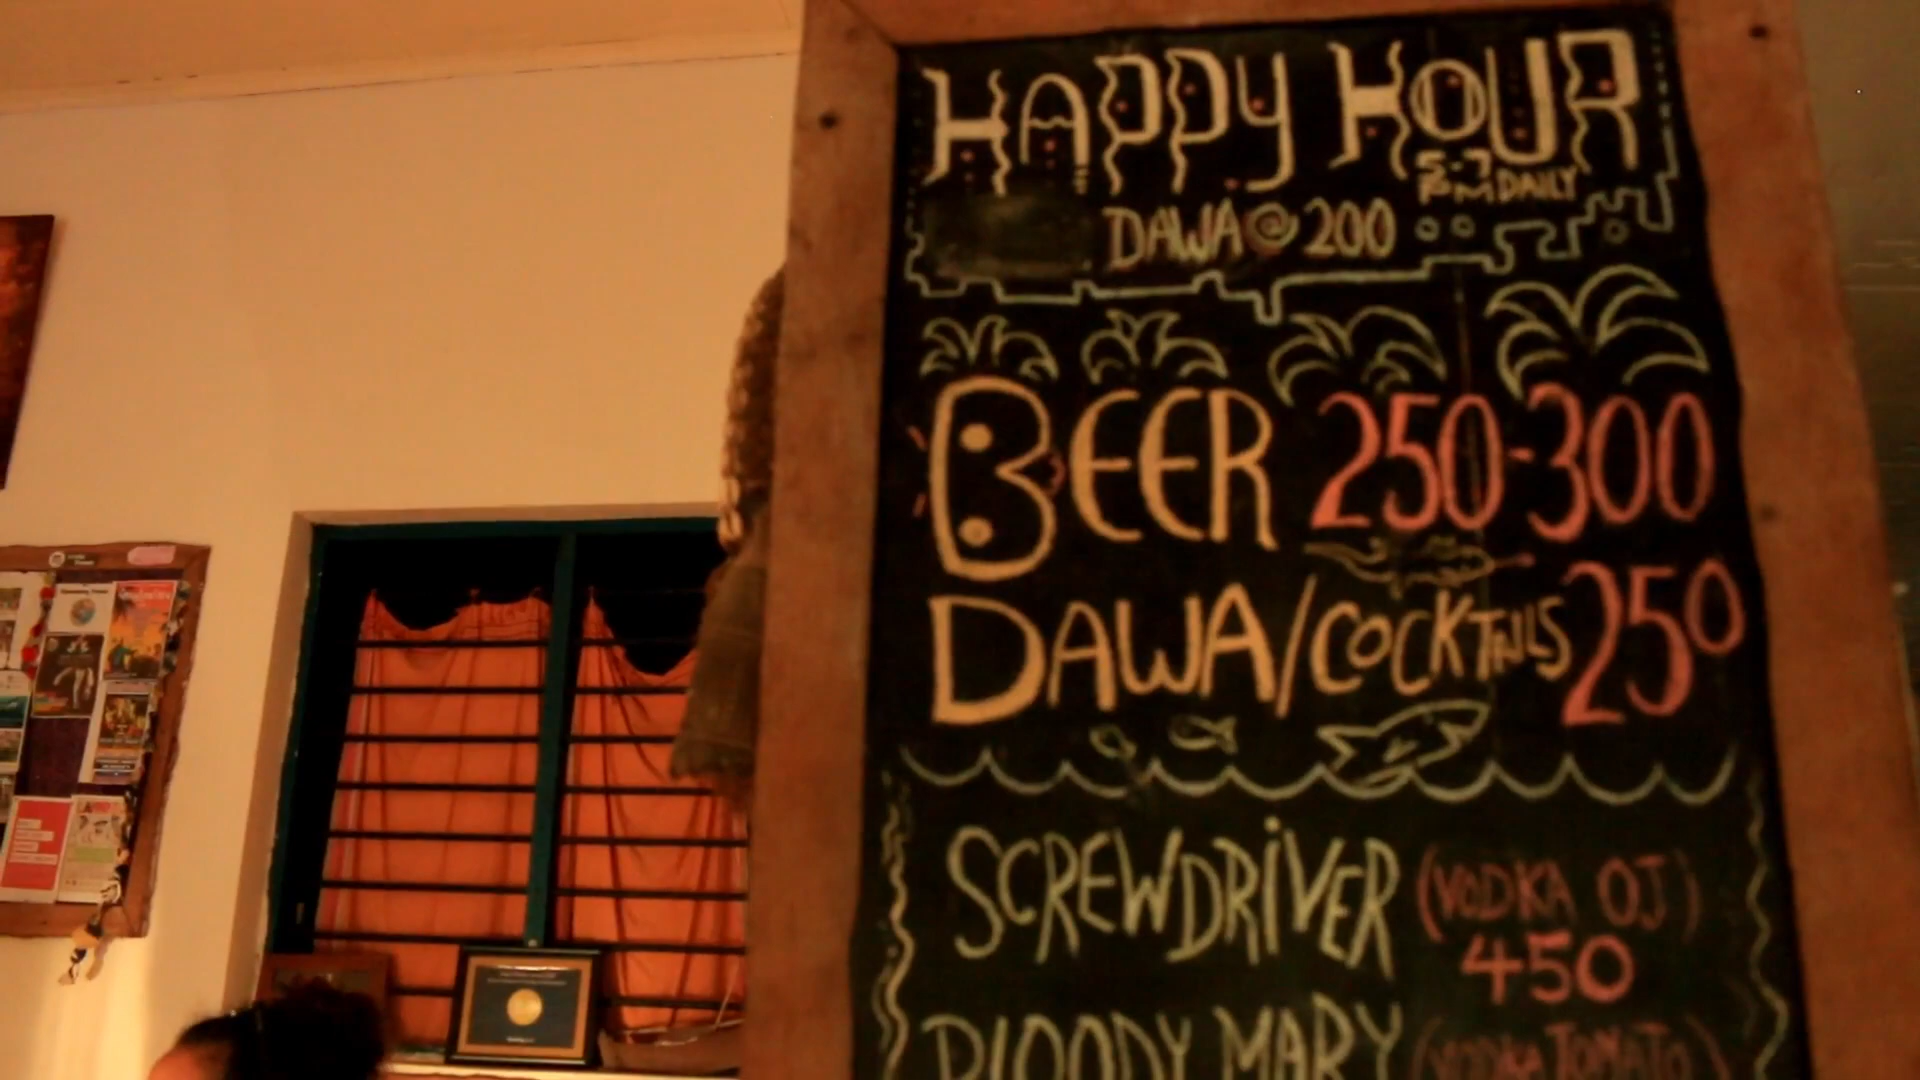 HAPPY HOUR
5-7
PM DAILY
DAWA @ 200
BEER 250-300
DAWA/COCKTAILS 250
SCREWDRIVER (VODKA OJ)
450
BLOODY MARY (VODKA TOMATO)